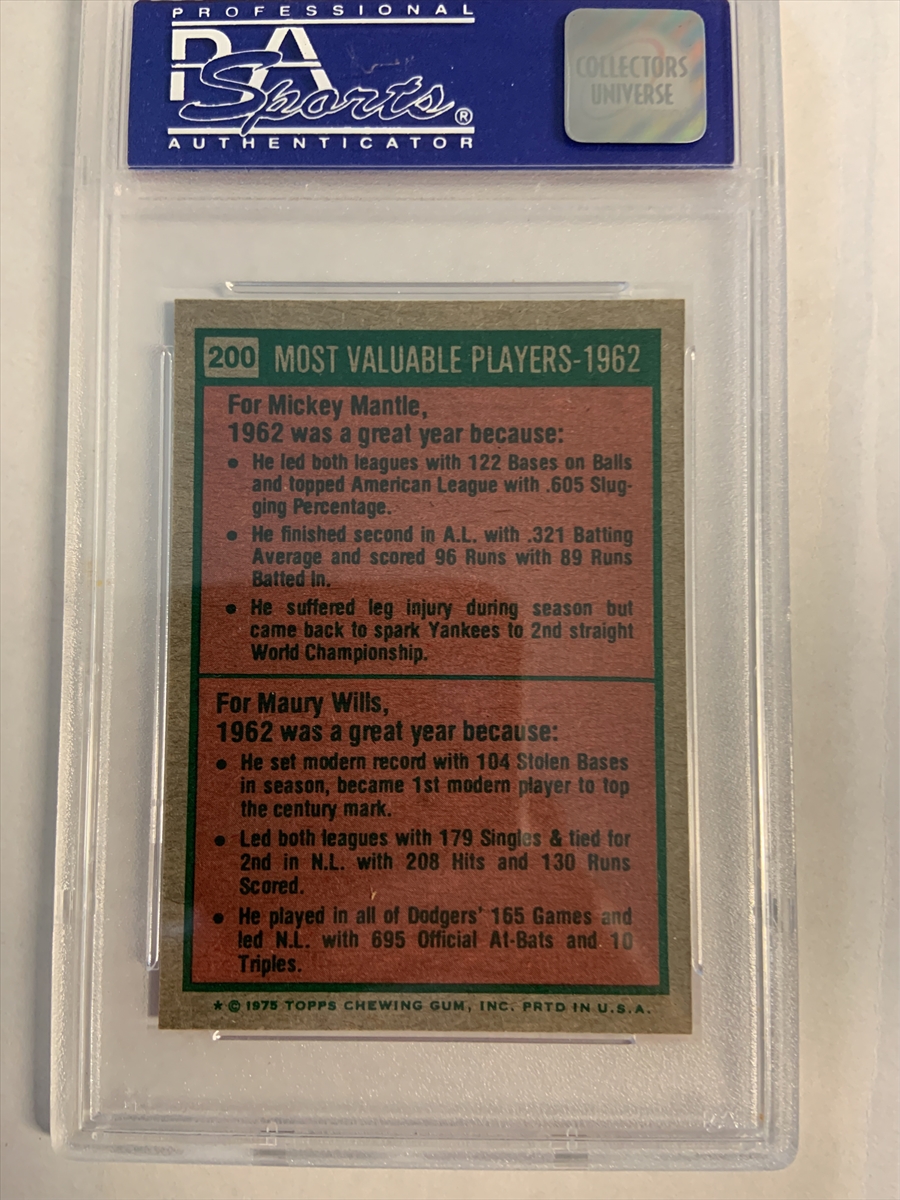 PROFESSIONAL
PSA
Sports®
AUTHENTICATOR
COLLECTORS
UNIVERSE
200 MOST VALUABLE PLAYERS-1962
For Mickey Mantle,
1962 was a great year because:
• He led both leagues with 122 Bases on Balls
and topped American League with .605 Slug-
ging Percentage.
• He finished second in A.L. with .321 Batting
Average and scored 96 Runs with 89 Runs
Batted In.
• He suffered leg injury during season but
came back to spark Yankees to 2nd straight
World Championship.
For Maury Wills,
1962 was a great year because:
• He set modern record with 104 Stolen Bases
in season, became 1st modern player to top
the century mark.
• Led both leagues with 179 Singles & tied for
2nd in N.L. with 208 Hits and 130 Runs
Scored.
• He played in all of Dodgers' 165 Games and
led N.L. with 695 Official At-Bats and 10
Triples.
* © 1975 TOPPS CHEWING GUM, INC. PRTD IN U.S.A.